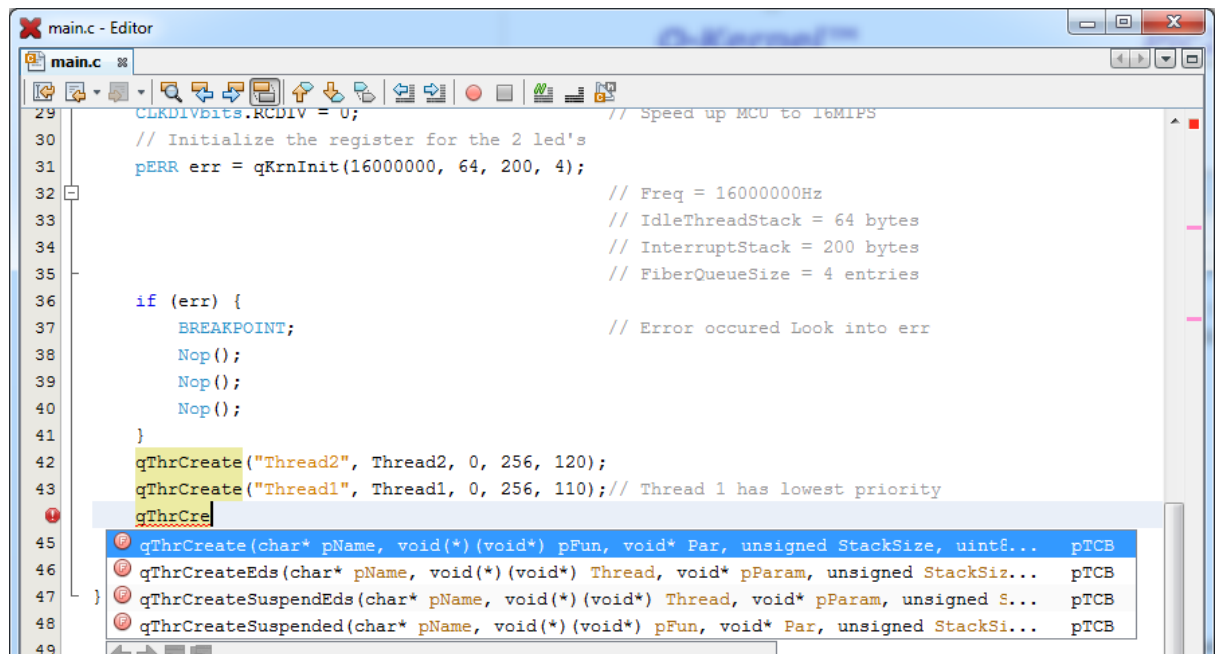 main.c - Editor
Q-Kernel™
main.c
29 CLKDIVbits.RCDIV = 0; // Speed up MCU to 16MIPS
30 // Initialize the register for the 2 led's
31 pERR err = qKrnInit(16000000, 64, 200, 4);
32 // Freq = 16000000Hz
33 // IdleThreadStack = 64 bytes
34 // InterruptStack = 200 bytes
35 // FiberQueueSize = 4 entries
36 if (err) {
37 BREAKPOINT; // Error occured Look into err
38 Nop();
39 Nop();
40 Nop();
41 }
42 qThrCreate("Thread2", Thread2, 0, 256, 120);
43 qThrCreate("Thread1", Thread1, 0, 256, 110);// Thread 1 has lowest priority
qThrCre
45 qThrCreate(char* pName, void(*)(void*) pFun, void* Par, unsigned StackSize, uint8... pTCB
46 qThrCreateEds(char* pName, void(*)(void*) Thread, void* pParam, unsigned StackSiz... pTCB
47 } qThrCreateSuspendEds(char* pName, void(*)(void*) Thread, void* pParam, unsigned S... pTCB
48 qThrCreateSuspended(char* pName, void(*)(void*) pFun, void* Par, unsigned StackSi... pTCB
49